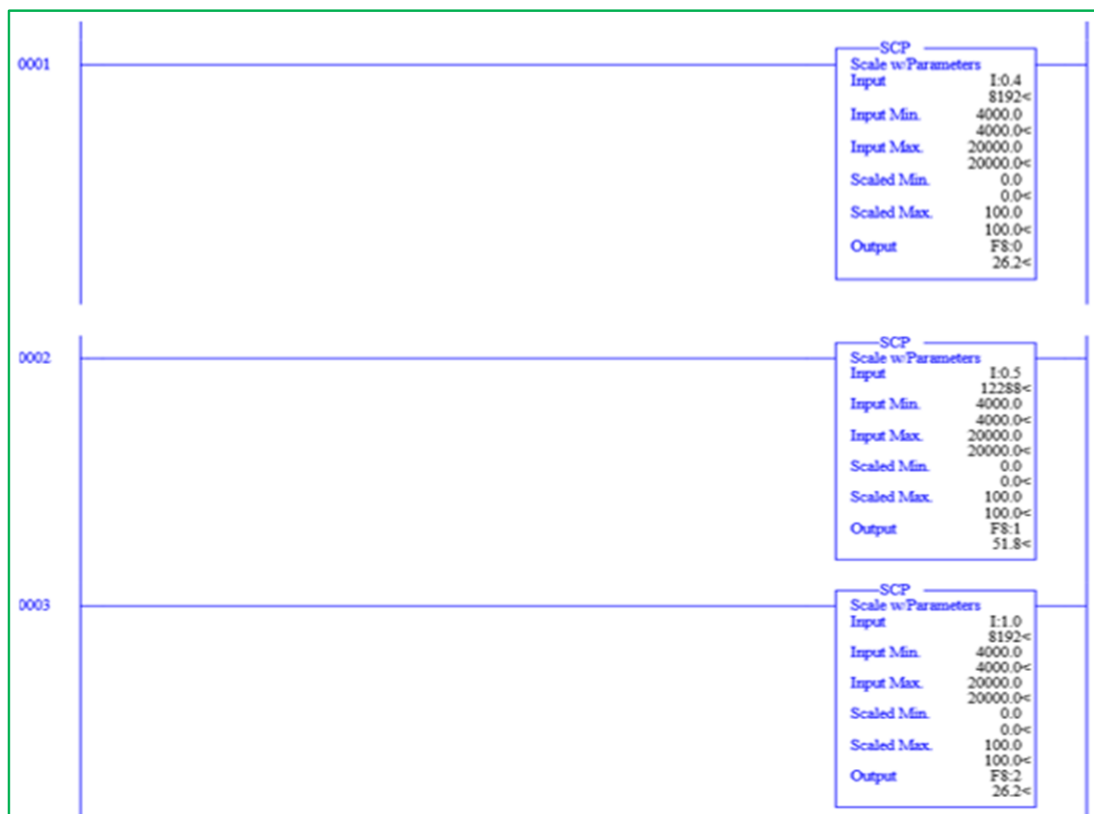 SCP
0001
Scale w/Parameters
Input I:0.4
8192<
Input Min. 4000.0
4000.0<
Input Max. 20000.0
20000.0<
Scaled Min. 0.0
0.0<
Scaled Max. 100.0
100.0<
Output F8:0
26.2<
SCP
0002
Scale w/Parameters
Input I:0.5
12288<
Input Min. 4000.0
4000.0<
Input Max. 20000.0
20000.0<
Scaled Min. 0.0
0.0<
Scaled Max. 100.0
100.0<
Output F8:1
51.8<
SCP
0003
Scale w/Parameters
Input I:1.0
8192<
Input Min. 4000.0
4000.0<
Input Max. 20000.0
20000.0<
Scaled Min. 0.0
0.0<
Scaled Max. 100.0
100.0<
Output F8:2
26.2<